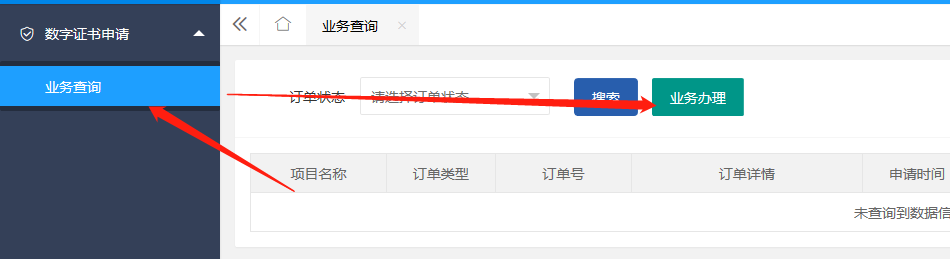 数字证书申请
业务查询
业务查询
订单状态 请选择订单状态 搜索 业务办理
项目名称 订单类型 订单号 订单详情 申请时间
未查询到数据信